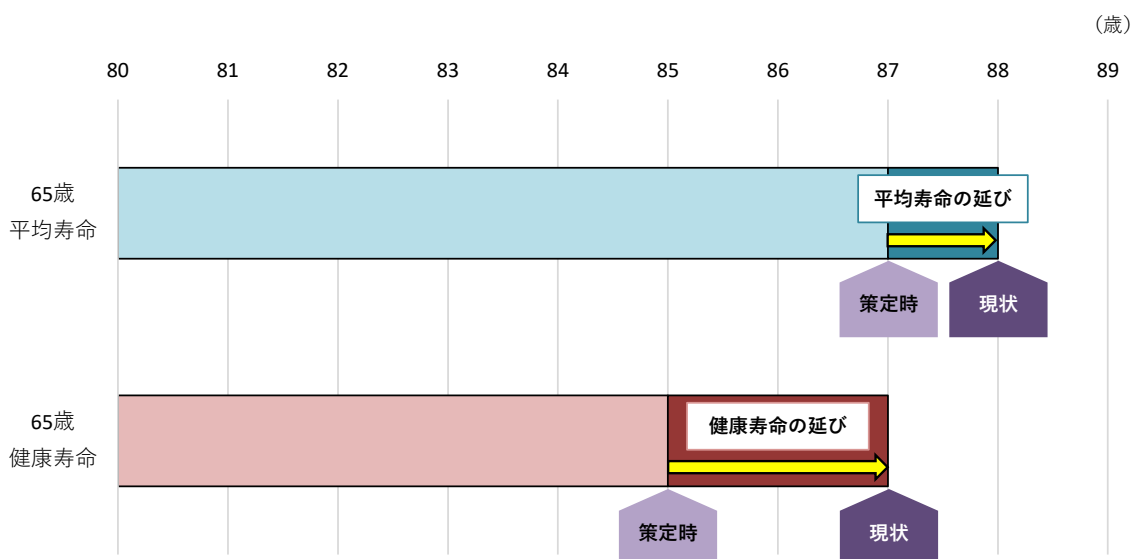 （歳）
80 81 82 83 84 85 86 87 88 89
65歳
平均寿命
平均寿命の延び
策定時 現状
65歳
健康寿命
健康寿命の延び
策定時 現状